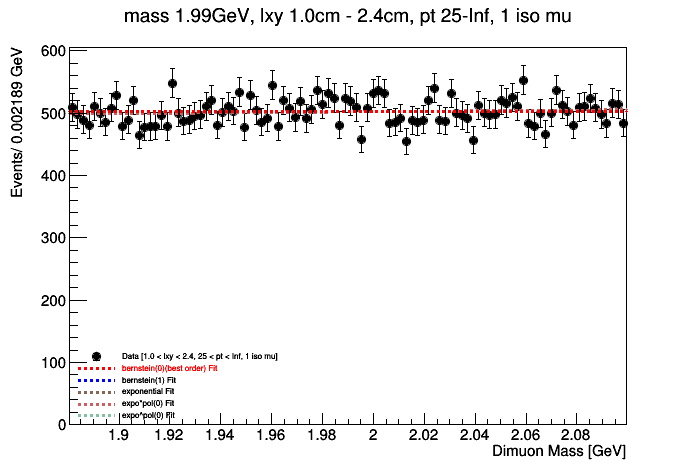 mass 1.99GeV, lxy 1.0cm - 2.4cm, pt 25-Inf, 1 iso mu
Events/ 0.002189 GeV
600
500
400
300
200
100
0
Data [1.0 < lxy < 2.4, 25 < pt < Inf, 1 iso mu]
bernstein(0)(best order) Fit
bernstein(1) Fit
exponential Fit
expo*pol(0) Fit
expo*pol(0) Fit
1.9 1.92 1.94 1.96 1.98 2 2.02 2.04 2.06 2.08
Dimuon Mass [GeV]